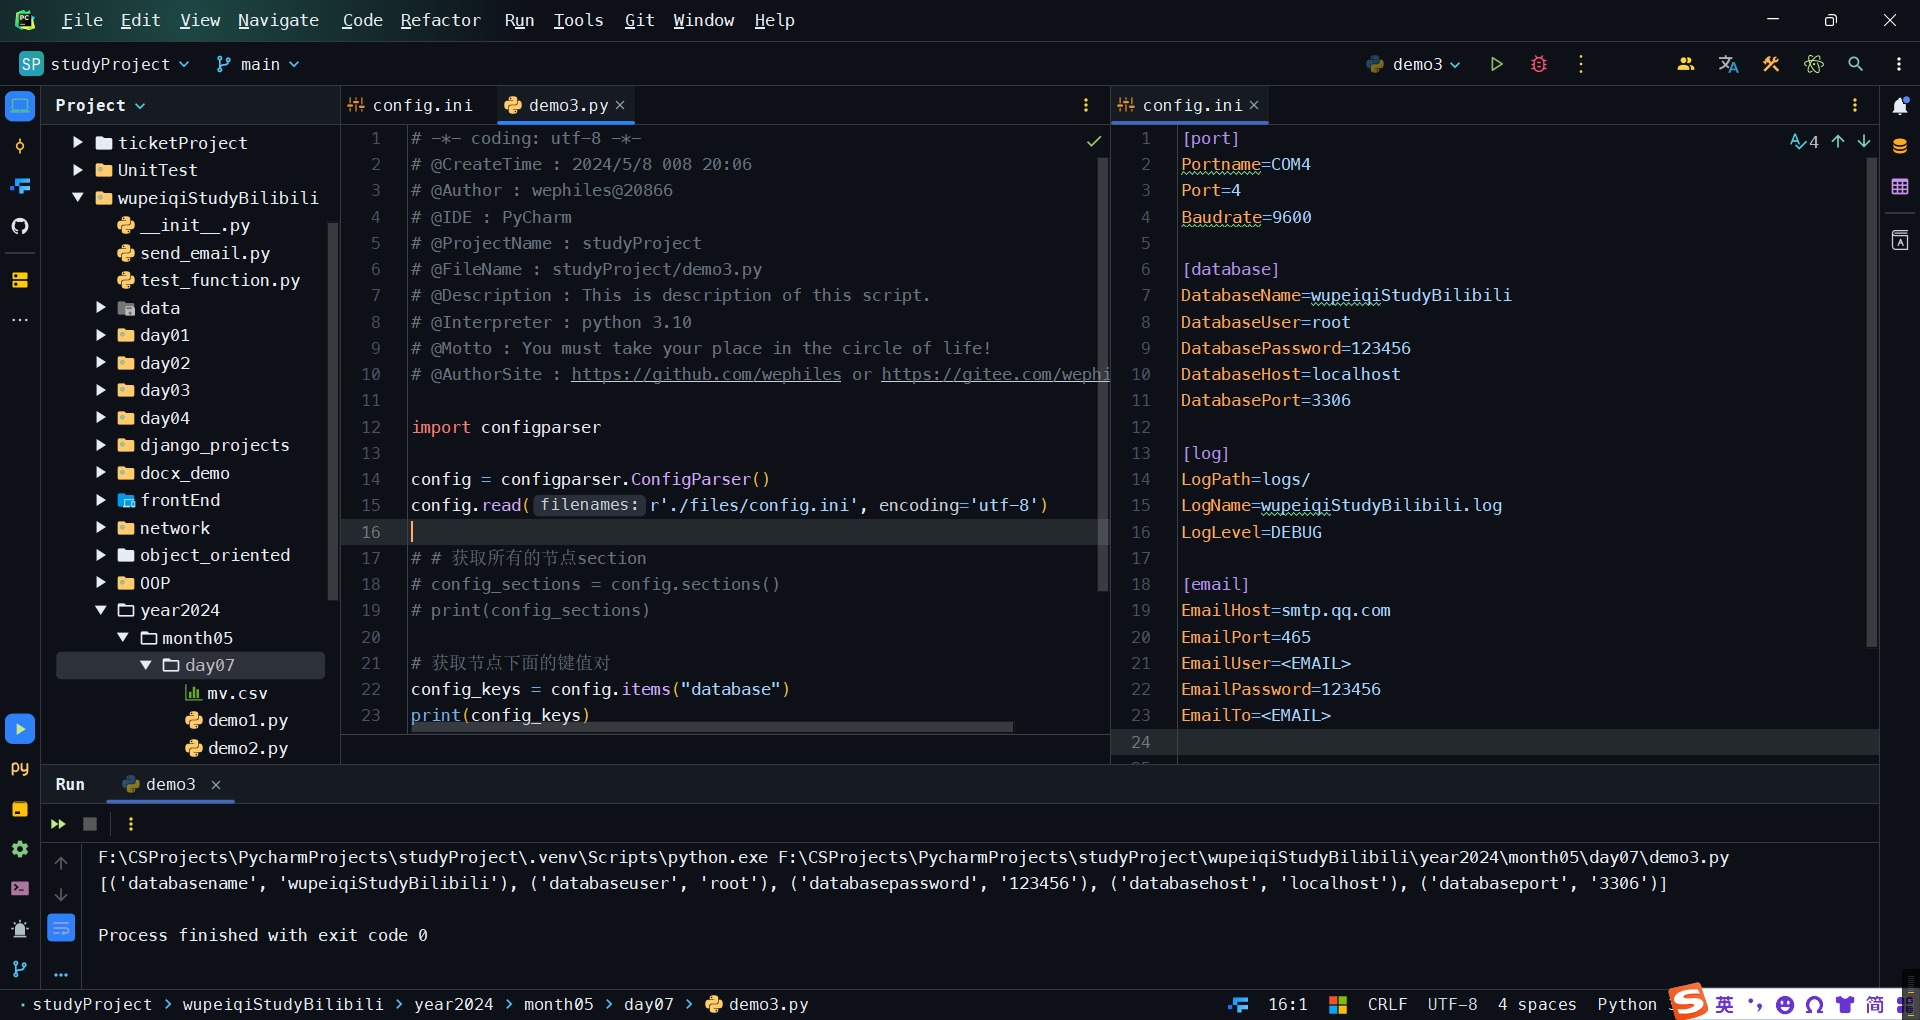 File Edit View Navigate Code Refactor Run Tools Git Window Help
SP studyProject main demo3
Project
ticketProject
UnitTest
wupeiqiStudyBilibili
__init__.py
send_email.py
test_function.py
data
day01
day02
day03
day04
django_projects
docx_demo
frontEnd
network
object_oriented
OOP
year2024
month05
day07
mv.csv
demo1.py
demo2.py
config.ini demo3.py
1 # -*- coding: utf-8 -*-
2 # @CreateTime : 2024/5/8 008 20:06
3 # @Author : wephiles@20866
4 # @IDE : PyCharm
5 # @ProjectName : studyProject
6 # @FileName : studyProject/demo3.py
7 # @Description : This is description of this script.
8 # @Interpreter : python 3.10
9 # @Motto : You must take your place in the circle of life!
10 # @AuthorSite : https://github.com/wephiles or https://gitee.com/wephi
11
12 import configparser
13
14 config = configparser.ConfigParser()
15 config.read( filenames: r'./files/config.ini', encoding='utf-8')
16
17 # # 获取所有的节点section
18 # config_sections = config.sections()
19 # print(config_sections)
20
21 # 获取节点下面的键值对
22 config_keys = config.items("database")
23 print(config_keys)
config.ini
4
1 [port]
2 Portname=COM4
3 Port=4
4 Baudrate=9600
5
6 [database]
7 DatabaseName=wupeiqiStudyBilibili
8 DatabaseUser=root
9 DatabasePassword=123456
10 DatabaseHost=localhost
11 DatabasePort=3306
12
13 [log]
14 LogPath=logs/
15 LogName=wupeiqiStudyBilibili.log
16 LogLevel=DEBUG
17
18 [email]
19 EmailHost=smtp.qq.com
20 EmailPort=465
21 EmailUser=<EMAIL>
22 EmailPassword=123456
23 EmailTo=<EMAIL>
24
Run demo3
F:\CSProjects\PycharmProjects\studyProject\.venv\Scripts\python.exe F:\CSProjects\PycharmProjects\studyProject\wupeiqiStudyBilibili\year2024\month05\day07\demo3.py
[('databasename', 'wupeiqiStudyBilibili'), ('databaseuser', 'root'), ('databasepassword', '123456'), ('databasehost', 'localhost'), ('databaseport', '3306')]
Process finished with exit code 0
studyProject > wupeiqiStudyBilibili > year2024 > month05 > day07 > demo3.py 16:1 CRLF UTF-8 4 spaces Python
英 简